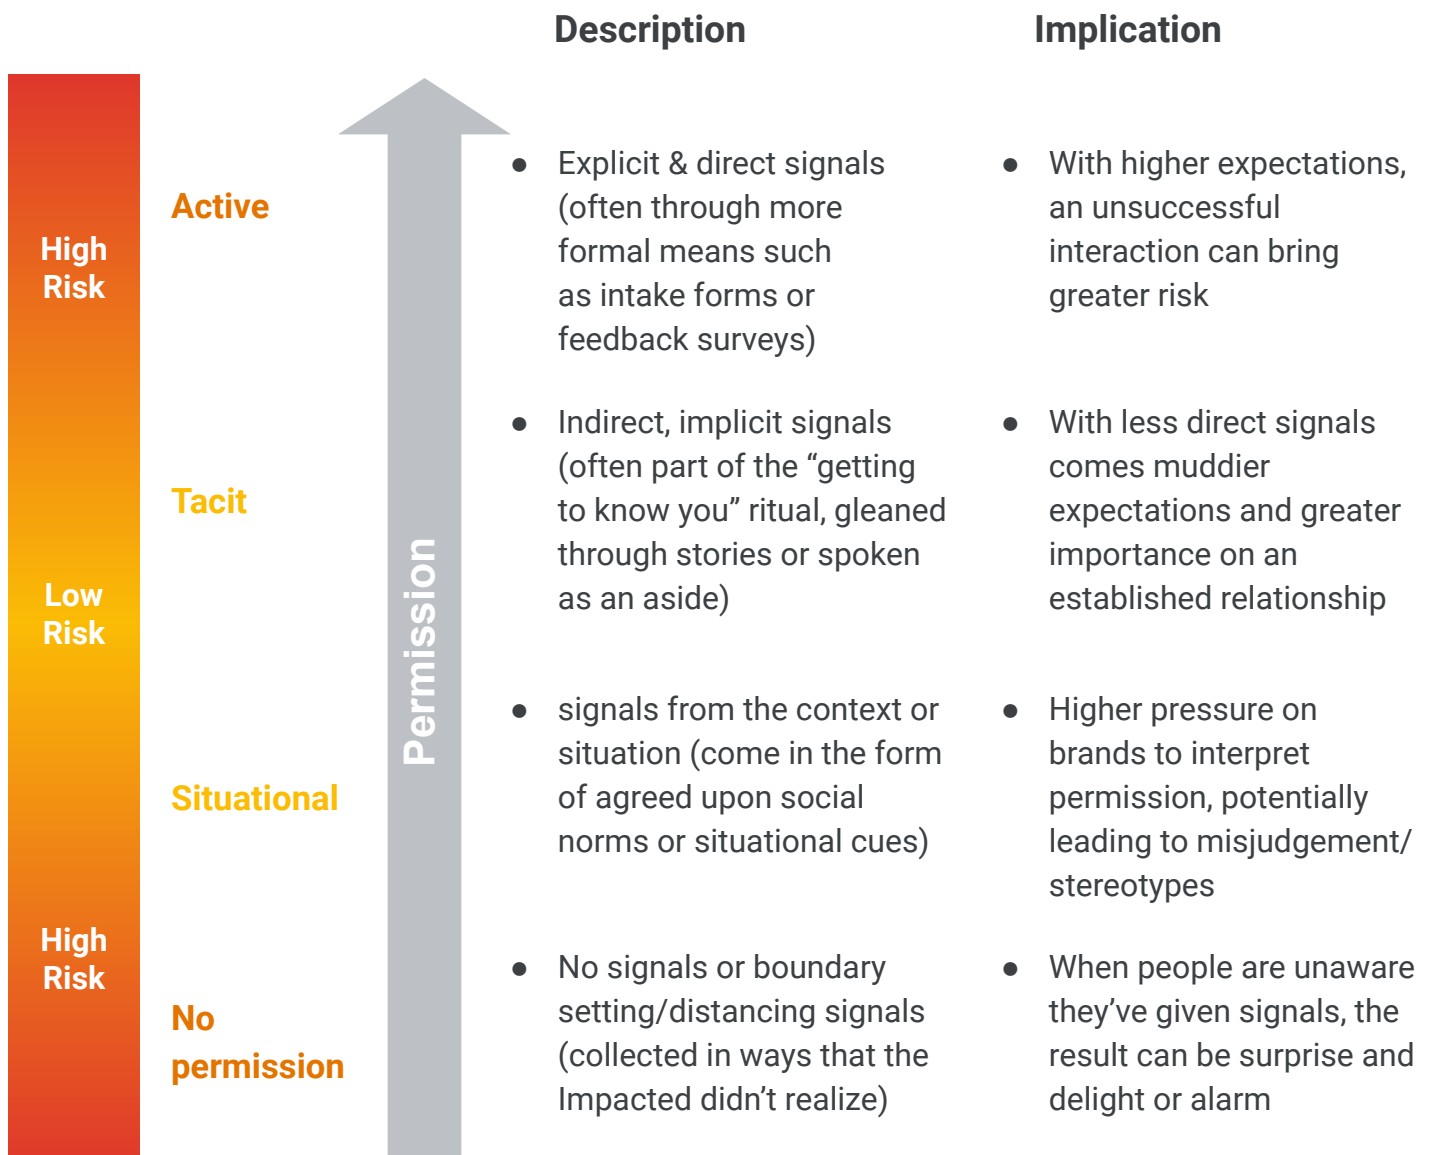 Description
Implication
High
Risk
Low
Risk
High
Risk
Permission
Active
● Explicit & direct signals
(often through more
formal means such
as intake forms or
feedback surveys)
● With higher expectations,
an unsuccessful
interaction can bring
greater risk
Tacit
● Indirect, implicit signals
(often part of the “getting
to know you” ritual, gleaned
through stories or spoken
as an aside)
● With less direct signals
comes muddier
expectations and greater
importance on an
established relationship
Situational
● signals from the context or
situation (come in the form
of agreed upon social
norms or situational cues)
● Higher pressure on
brands to interpret
permission, potentially
leading to misjudgement/
stereotypes
No
permission
● No signals or boundary
setting/distancing signals
(collected in ways that the
Impacted didn’t realize)
● When people are unaware
they’ve given signals, the
result can be surprise and
delight or alarm